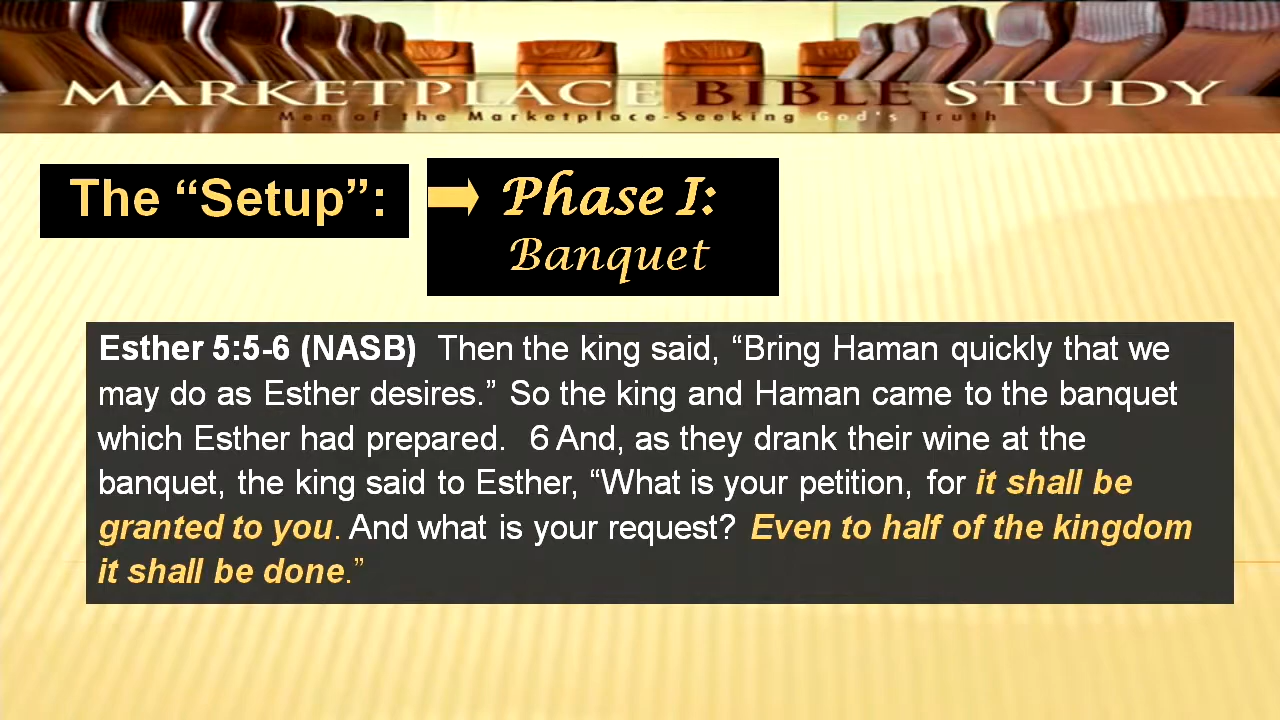 MARKETPLACE BIBLE STUDY
Men of the Marketplace-Seeking God's Truth
The “Setup”:
Phase I:
Banquet
Esther 5:5-6 (NASB) Then the king said, “Bring Haman quickly that we
may do as Esther desires.” So the king and Haman came to the banquet
which Esther had prepared. 6 And, as they drank their wine at the
banquet, the king said to Esther, “What is your petition, for it shall be
granted to you. And what is your request? Even to half of the kingdom
it shall be done.”